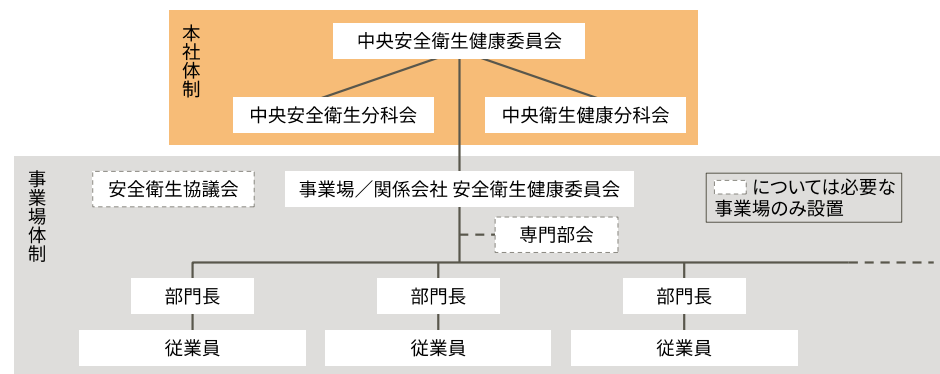 本社体制
中央安全衛生健康委員会
中央安全衛生分科会
中央衛生健康分科会
事業場体制
安全衛生協議会
事業場／関係会社 安全衛生健康委員会
については必要な
事業場のみ設置
専門部会
部門長
部門長
部門長
従業員
従業員
従業員